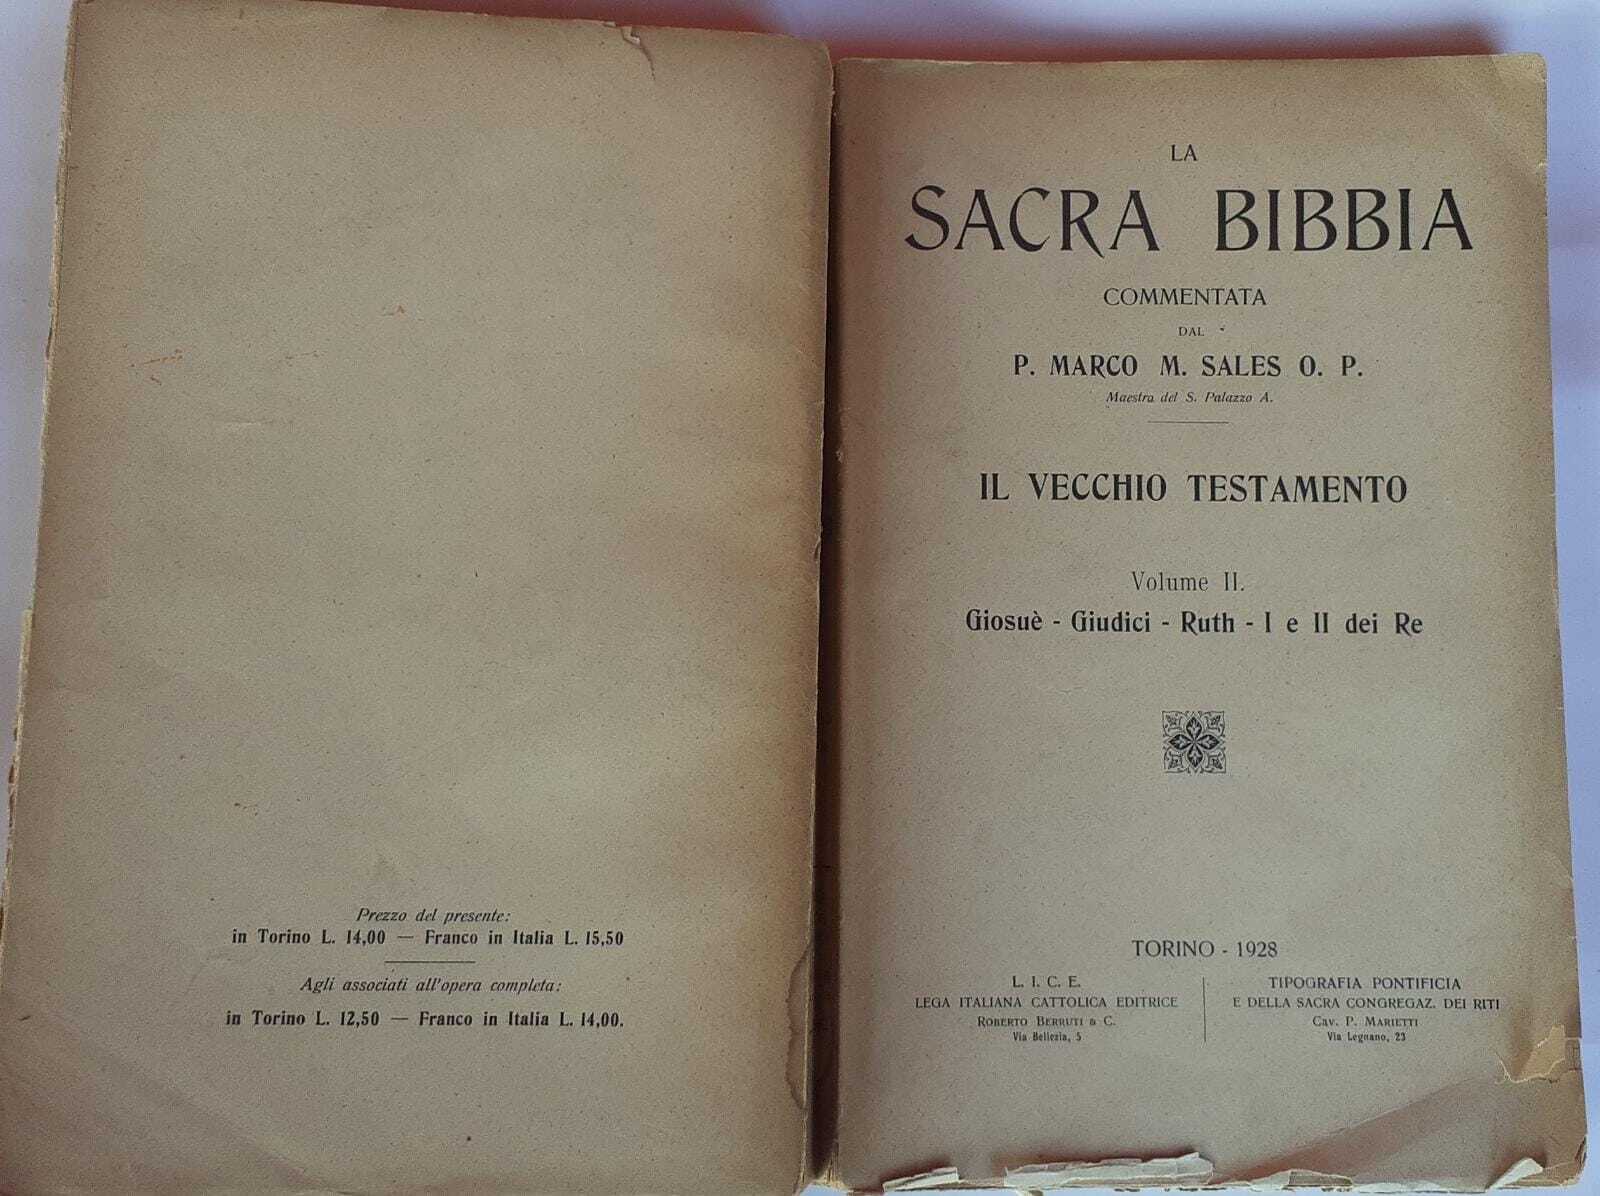 Prezzo del presente:
in Torino L. 14,00 — Franco in Italia L. 15,50
Agli associati all'opera completa:
in Torino L. 12,50 — Franco in Italia L. 14,00.
LA
SACRA BIBBIA
COMMENTATA
DAL
P. MARCO M. SALES O. P.
Maestra del S. Palazzo A.
IL VECCHIO TESTAMENTO
Volume II.
Giosuè - Giudici - Ruth - I e II dei Re
TORINO - 1928
L. I. C. E.
LEGA ITALIANA CATTOLICA EDITRICE
ROBERTO BERRUTI & C.
Via Bellezia, 5
TIPOGRAFIA PONTIFICIA
E DELLA SACRA CONGREGAZ. DEI RITI
CAV. P. MARIETTI
Via Legnano, 23